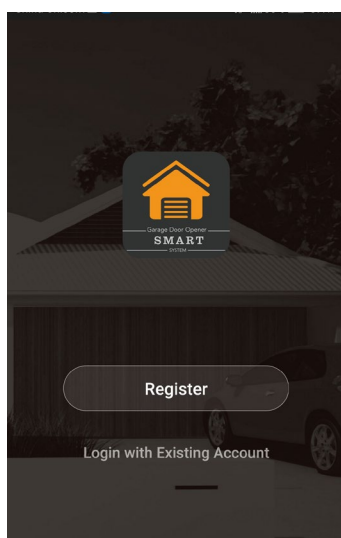 Garage Door Opener
SMART
SYSTEM
Register
Login with Existing Account